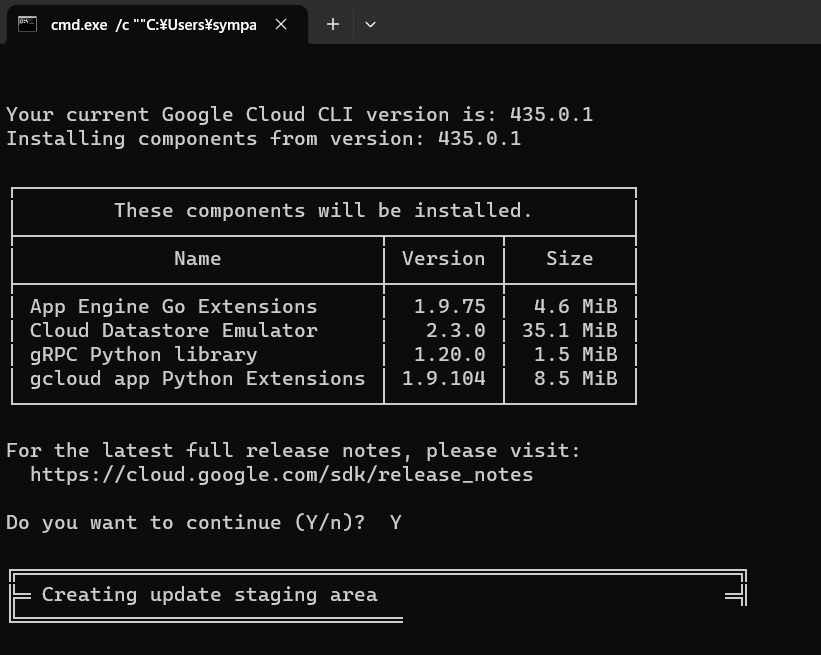 cmd.exe /c ""C:¥Users¥sympa
Your current Google Cloud CLI version is: 435.0.1
Installing components from version: 435.0.1
These components will be installed.
Name Version Size
App Engine Go Extensions 1.9.75 4.6 MiB
Cloud Datastore Emulator 2.3.0 35.1 MiB
gRPC Python library 1.20.0 1.5 MiB
gcloud app Python Extensions 1.9.104 8.5 MiB
For the latest full release notes, please visit:
https://cloud.google.com/sdk/release_notes
Do you want to continue (Y/n)? Y
Creating update staging area